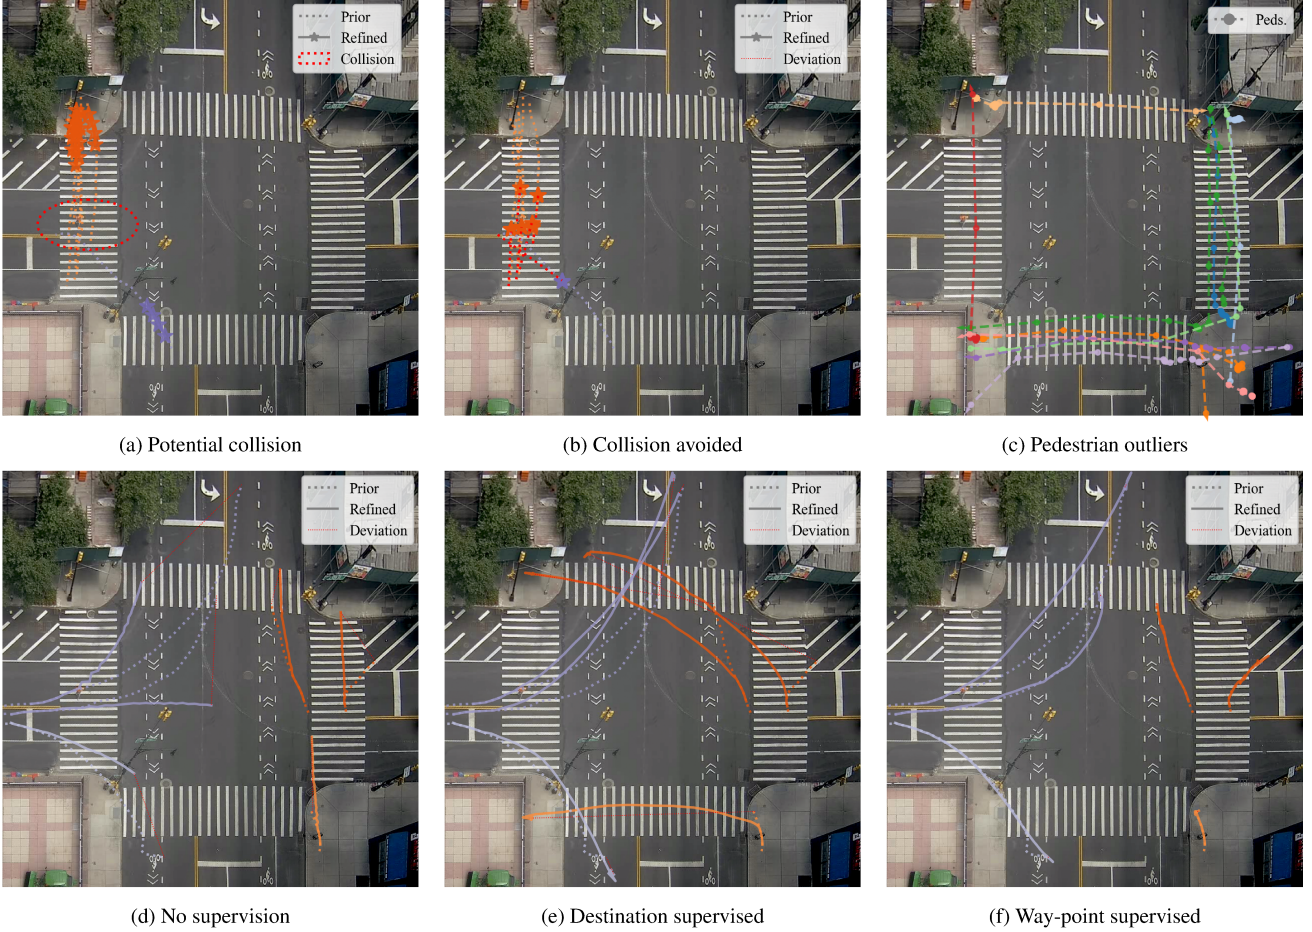 Prior
Refined
Collision
(a) Potential collision
Prior
Refined
Deviation
(b) Collision avoided
Peds.
(c) Pedestrian outliers
Prior
Refined
Deviation
(d) No supervision
Prior
Refined
Deviation
(e) Destination supervised
Prior
Refined
Deviation
(f) Way-point supervised